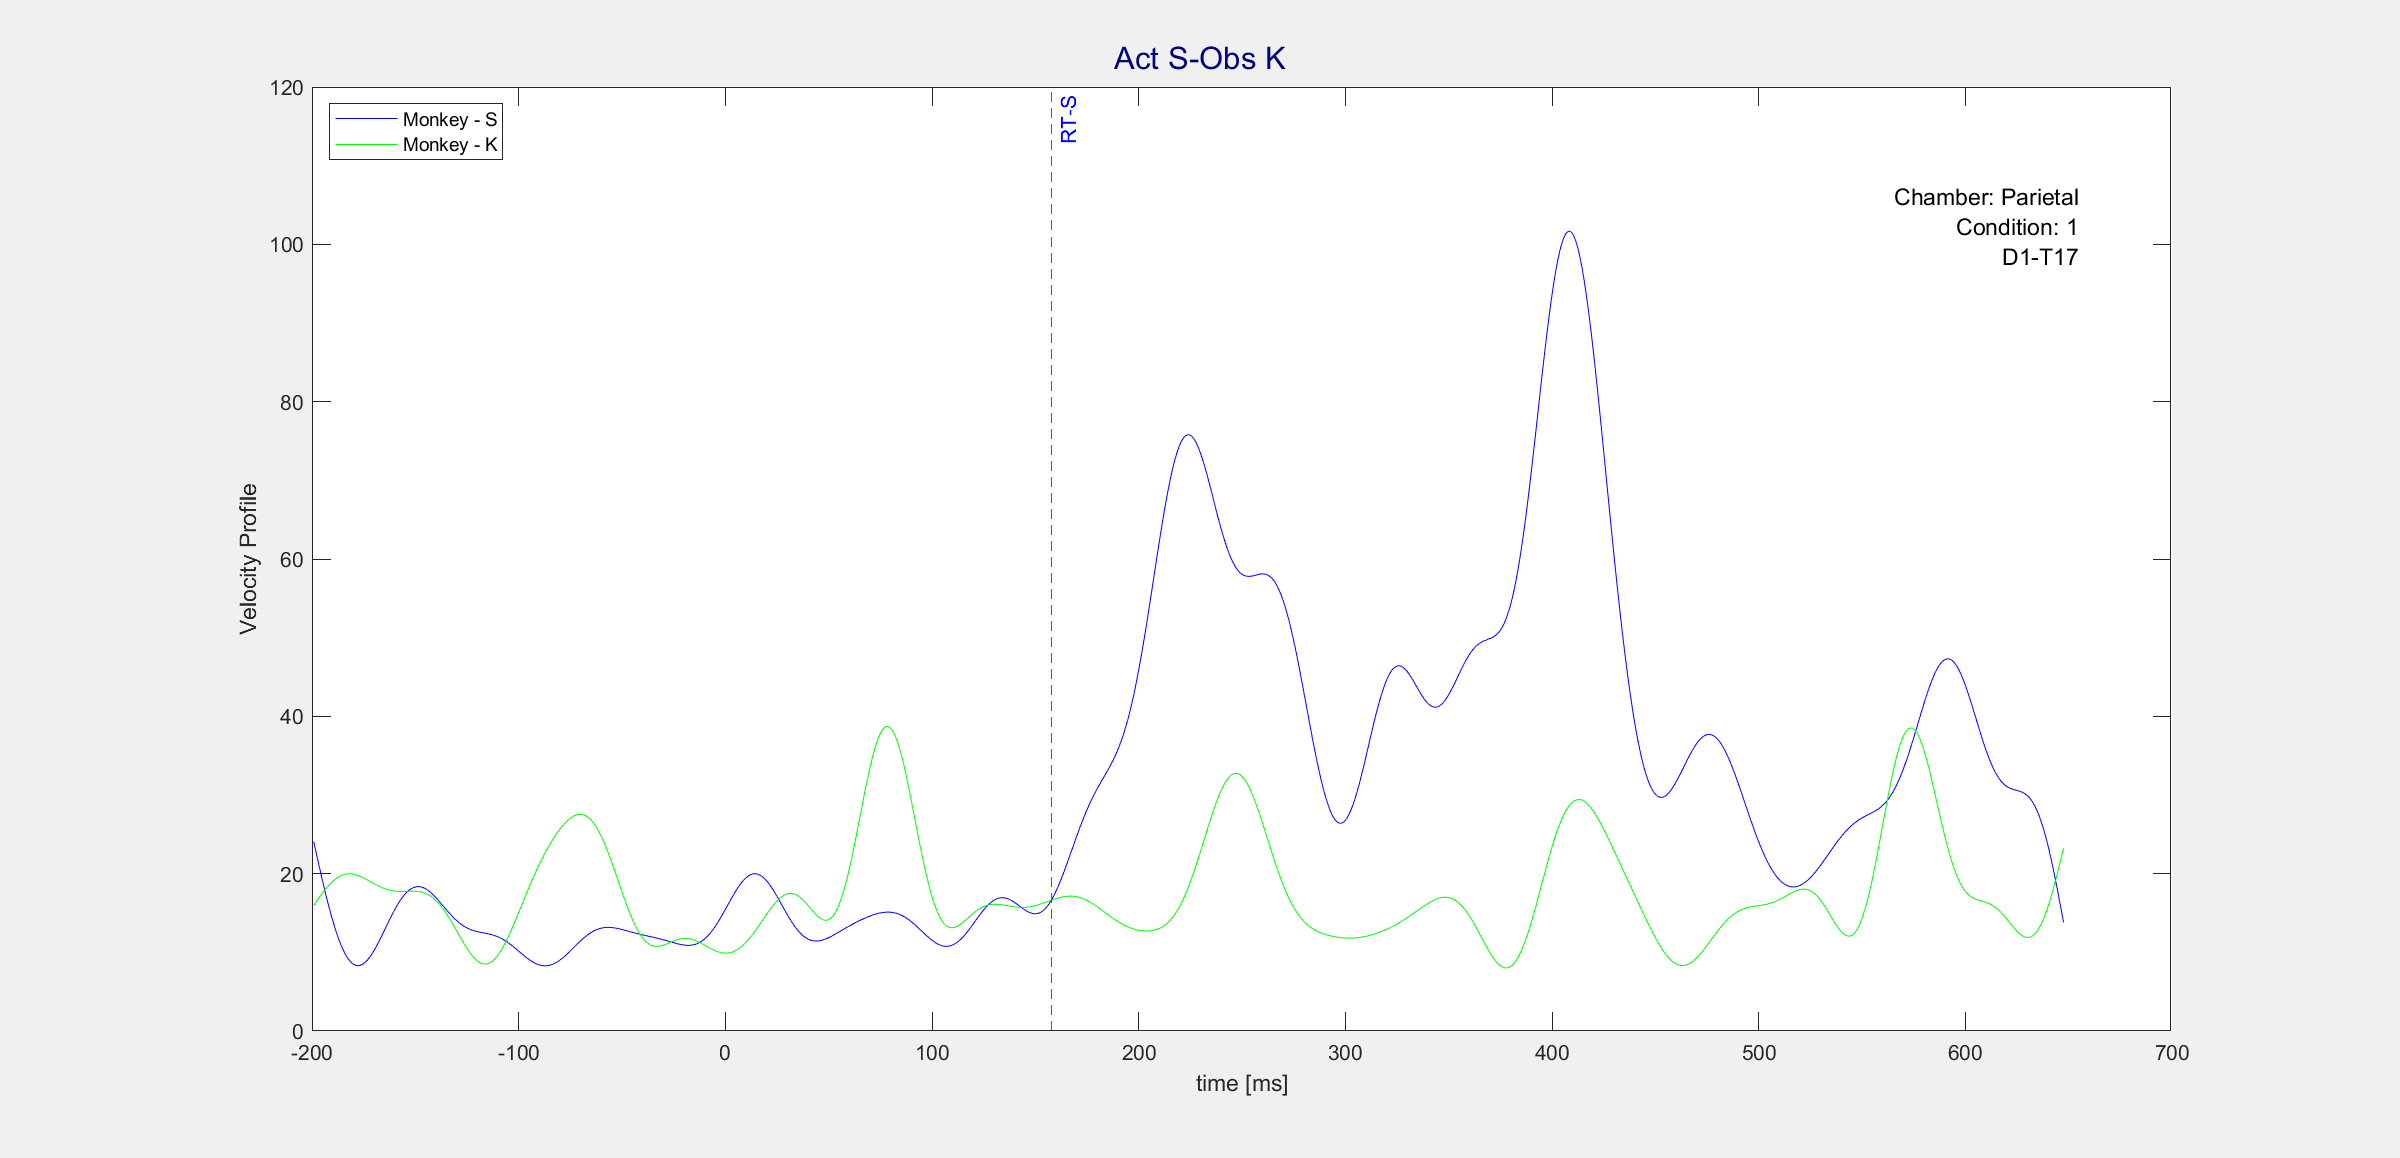 Act S-Obs K
120
100
80
60
40
20
0
Velocity Profile
Monkey - S
Monkey - K
RT-S
Chamber: Parietal
Condition: 1
D1-T17
-200 -100 0 100 200 300 400 500 600 700
time [ms]